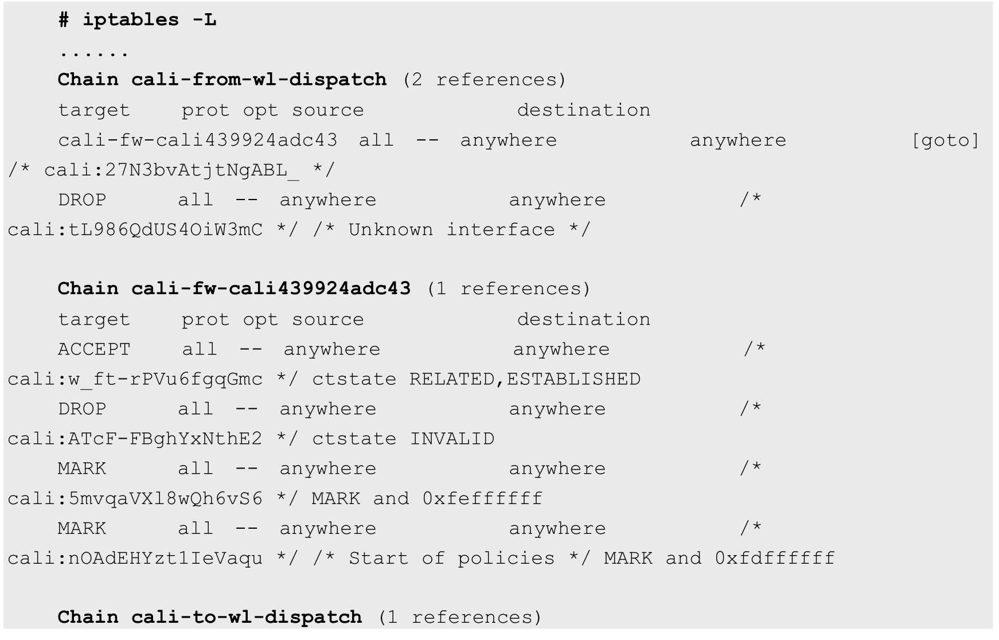 # iptables -L
......
Chain cali-from-wl-dispatch (2 references)
target prot opt source destination
cali-fw-cali439924adc43 all -- anywhere anywhere [goto]
/* cali:27N3bvAtjtNgABL_ */
DROP all -- anywhere anywhere /*
cali:tL986QdUS4OiW3mC */ /* Unknown interface */
Chain cali-fw-cali439924adc43 (1 references)
target prot opt source destination
ACCEPT all -- anywhere anywhere /*
cali:w_ft-rPVu6fgqGmc */ ctstate RELATED,ESTABLISHED
DROP all -- anywhere anywhere /*
cali:ATcF-FBghYxNthE2 */ ctstate INVALID
MARK all -- anywhere anywhere /*
cali:5mvqaVXl8wQh6vS6 */ MARK and 0xfeffffff
MARK all -- anywhere anywhere /*
cali:nOAdEHYzt1IeVaqu */ /* Start of policies */ MARK and 0xfdffffff
Chain cali-to-wl-dispatch (1 references)